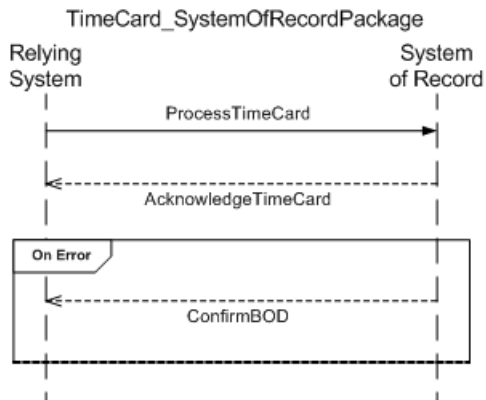 TimeCard_SystemOfRecordPackage
Relying
System
System
of Record
ProcessTimeCard
AcknowledgeTimeCard
On Error
ConfirmBOD